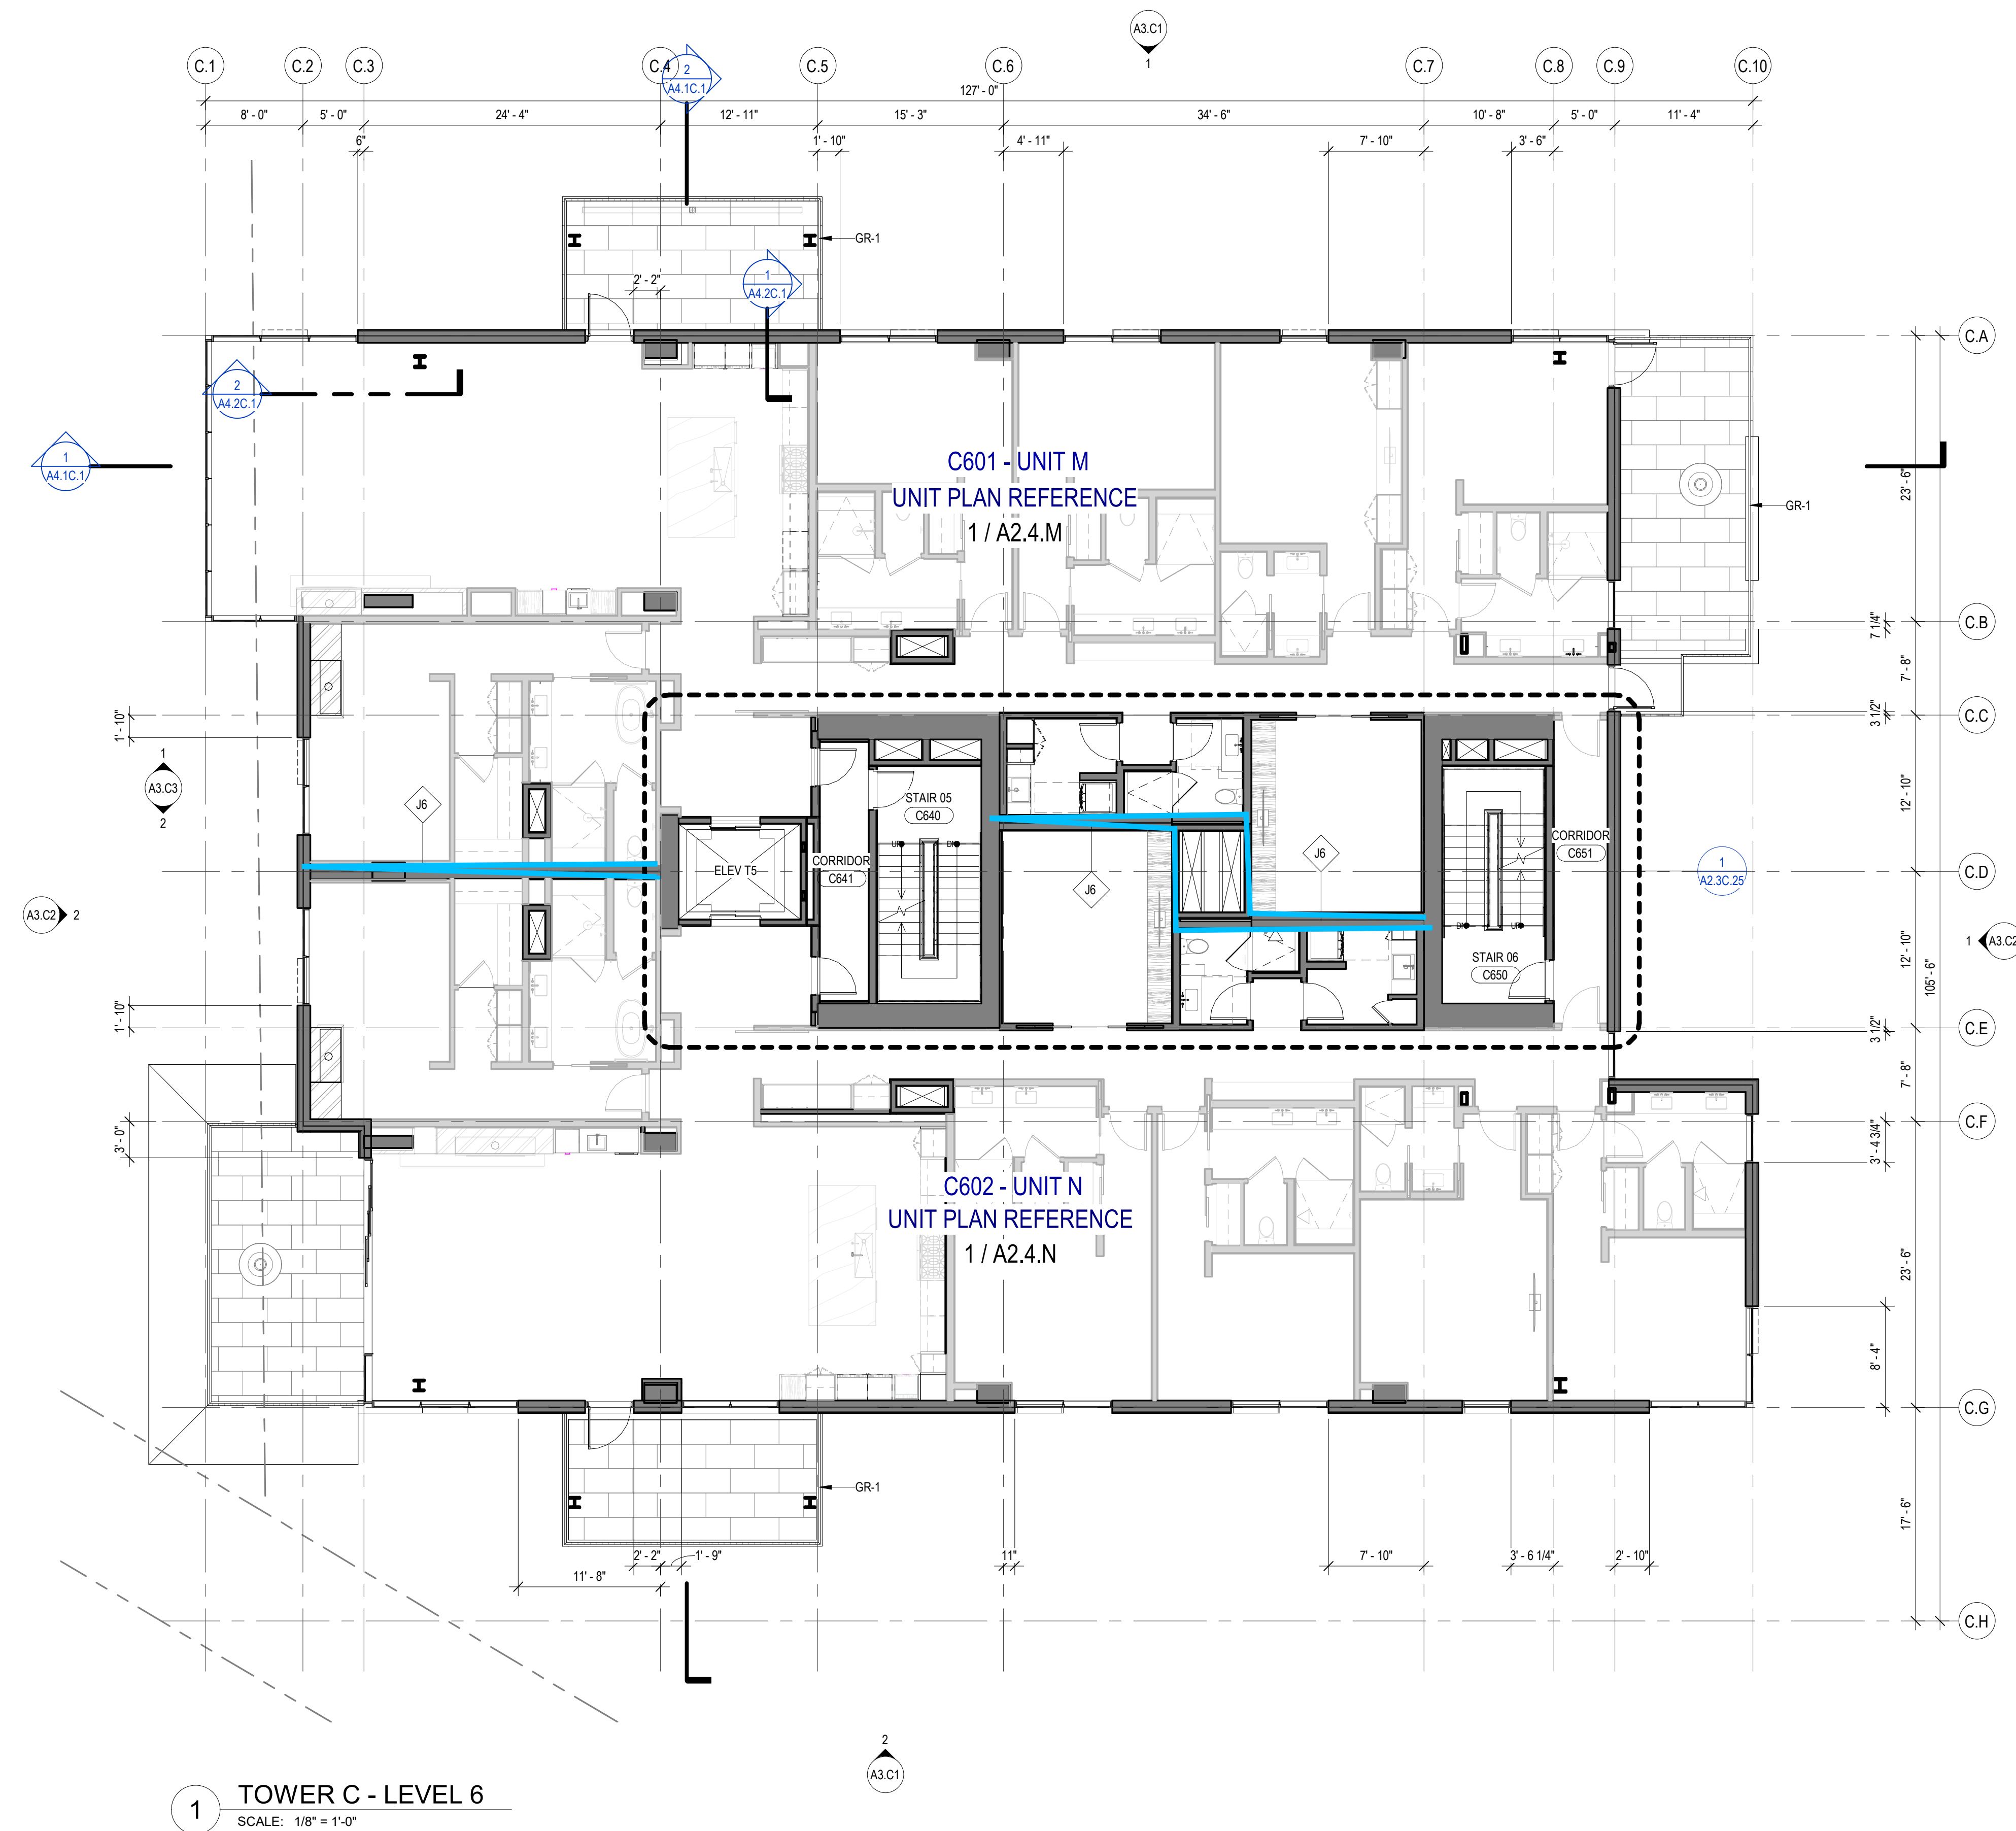 A3.C1
1
C.1
C.2
C.3
C.4
C.5
C.6
C.7
C.8
C.9
C.10
2
A4.1C.1
127' - 0"
8' - 0"
5' - 0"
24' - 4"
12' - 11"
15' - 3"
34' - 6"
10' - 8"
5' - 0"
11' - 4"
6"
1' - 10"
4' - 11"
7' - 10"
3' - 6"
GR-1
2' - 2"
1
A4.2C.1
C.A
2
A4.2C.1
1
A4.1C.1
C601 - UNIT M
UNIT PLAN REFERENCE
1 / A2.4.M
23' - 6"
GR-1
C.B
7 1/4"
7' - 8"
3 1/2"
C.C
1' - 10"
1
A3.C3
2
J6
STAIR 05
C640
UP
DN
12' - 10"
105' - 6"
CORRIDOR
C651
J6
1
A2.3C.25
ELEV T5
CORRIDOR
C641
J6
C.D
A3.C2
2
DN
UP
STAIR 06
C650
12' - 10"
1
A3.C2
1' - 10"
C.E
3 1/2"
7' - 8"
3' - 0"
C.F
3' - 4 3/4"
C602 - UNIT N
UNIT PLAN REFERENCE
1 / A2.4.N
23' - 6"
8' - 4"
C.G
GR-1
17' - 6"
2' - 2"
1' - 9"
11' - 8"
11"
7' - 10"
3' - 6 1/4"
2' - 10"
C.H
2
A3.C1
1
TOWER C - LEVEL 6
SCALE: 1/8" = 1'-0"